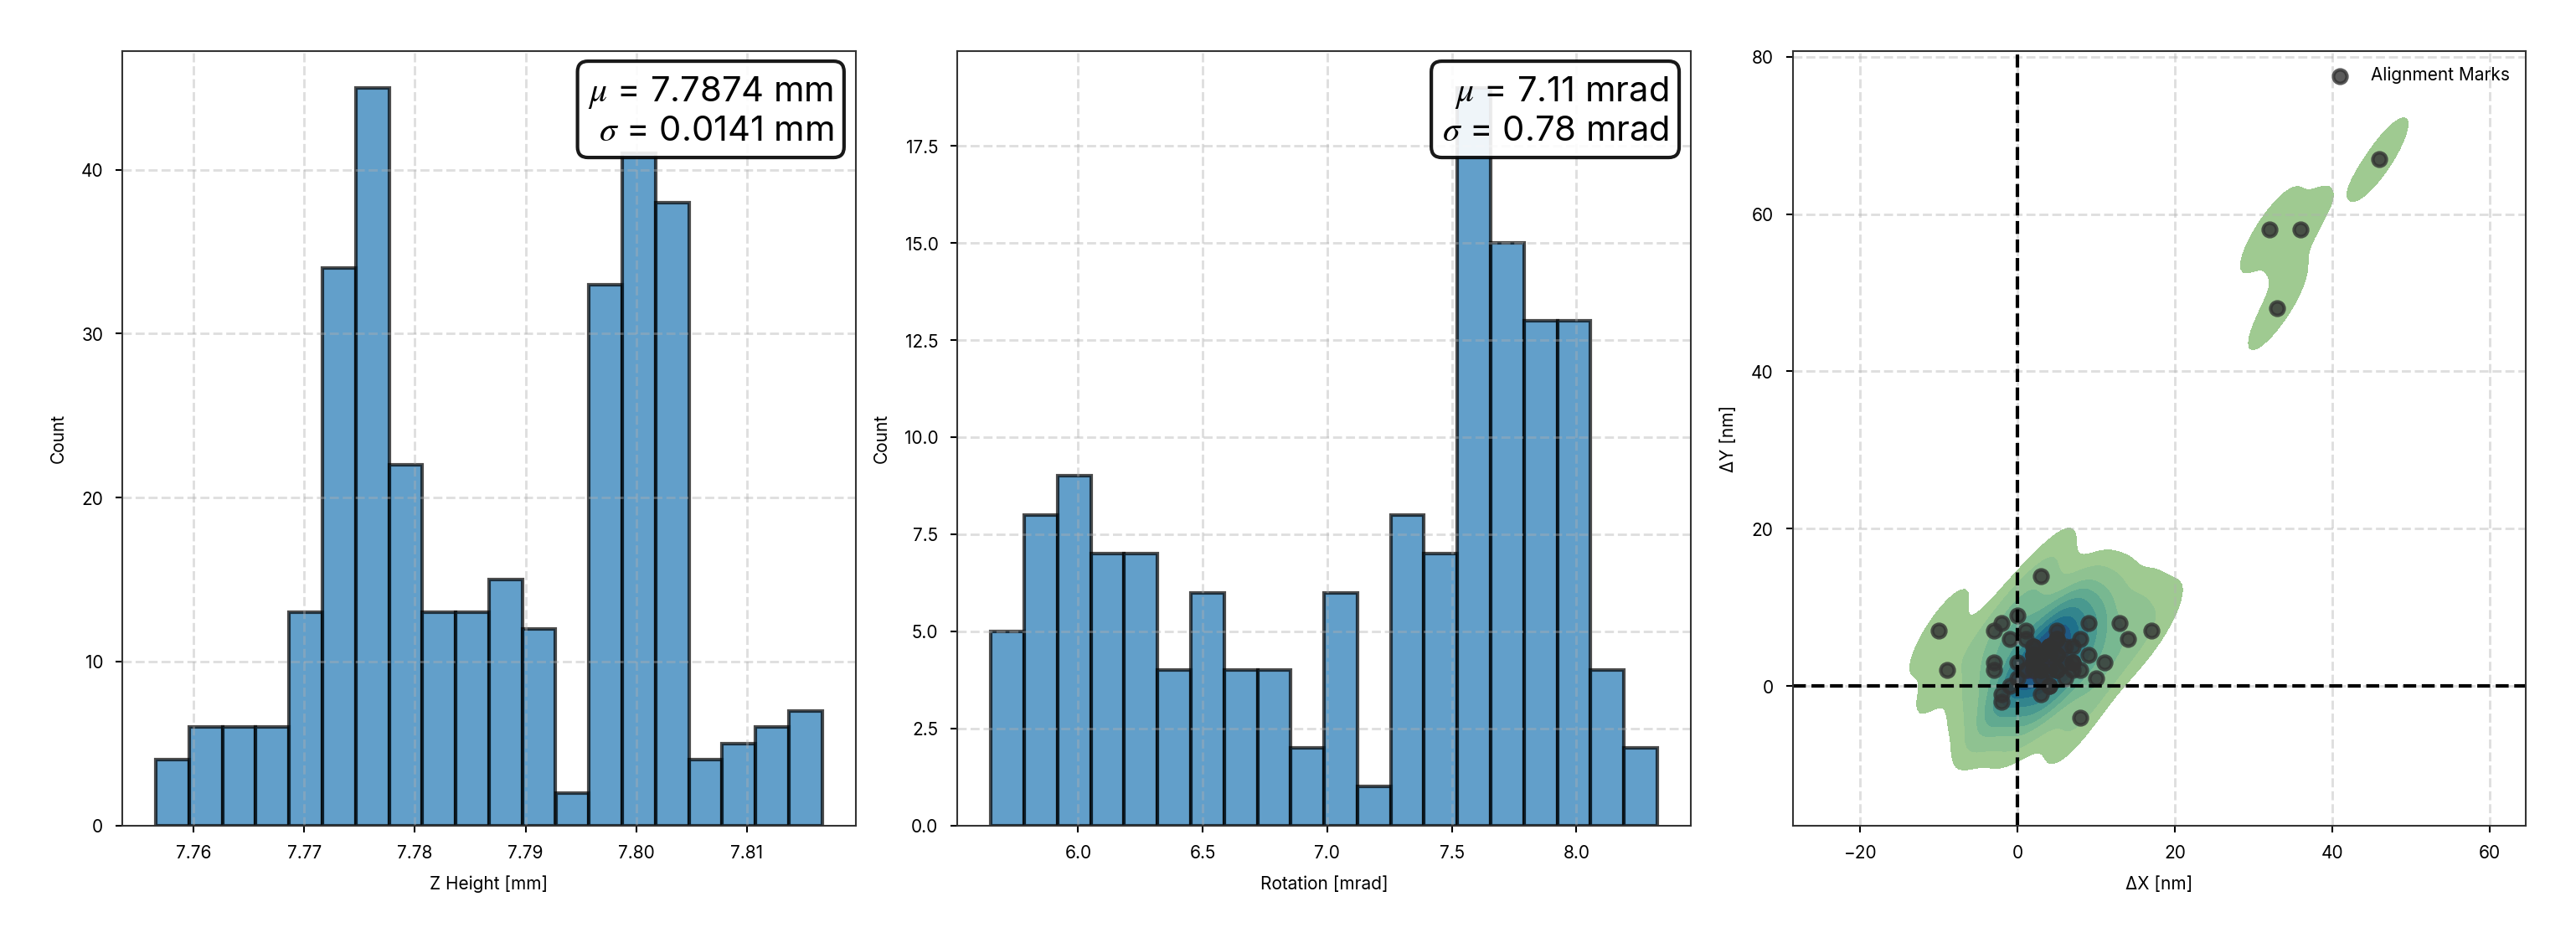 μ = 7.7874 mm
σ = 0.0141 mm
40
30
20
10
0
Count
7.76 7.77 7.78 7.79 7.80 7.81
Z Height [mm]
μ = 7.11 mrad
σ = 0.78 mrad
17.5
15.0
12.5
10.0
7.5
5.0
2.5
0.0
Count
6.0 6.5 7.0 7.5 8.0
Rotation [mrad]
Alignment Marks
80
60
40
20
0
ΔY [nm]
−20 0 20 40 60
ΔX [nm]